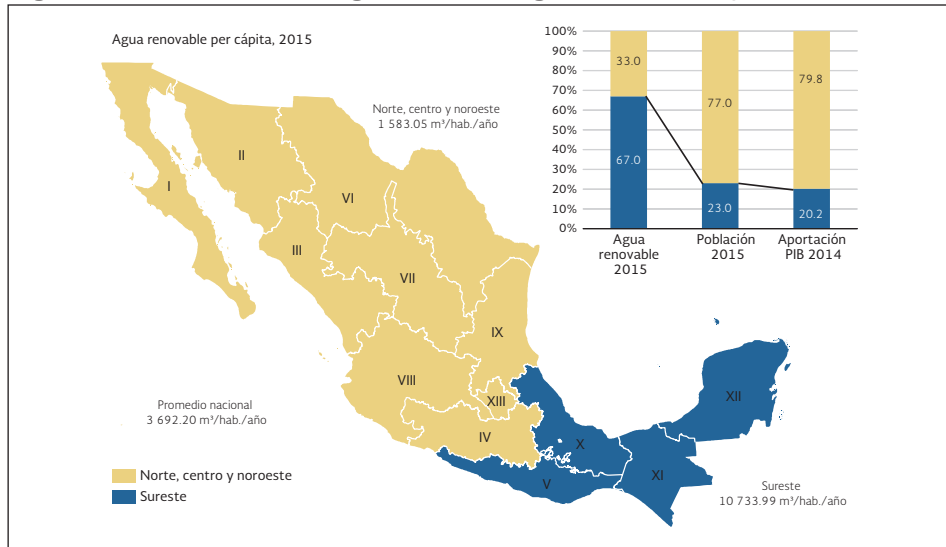 Agua renovable per cápita, 2015
Norte, centro y noroeste
1 583.05 m³/hab./año
I
II
III
VI
VII
IX
VIII
XIII
IV
X
V
XI
XII
Promedio nacional
3 692.20 m³/hab./año
Norte, centro y noroeste
Sureste
Sureste
10 733.99 m³/hab./año
100%
90%
80%
70%
60%
50%
40%
30%
20%
10%
0%
33.0
67.0
77.0
23.0
79.8
20.2
Agua
renovable
2015
Población
2015
Aportación
PIB 2014